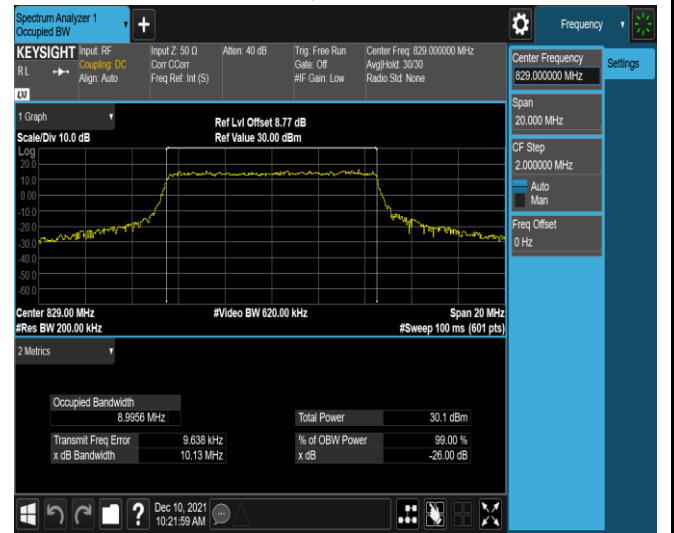 Spectrum Analyzer 1
Occupied BW
+
Frequency
KEYSIGHT
RL
LXI
Input: RF
Coupling: DC
Align: Auto
Input Z: 50 Ω
Corr CCorr
Freq Ref: Int (S)
Atten: 40 dB
Trig: Free Run
Gate: Off
#IF Gain: Low
Center Freq: 829.000000 MHz
Avg|Hold: 30/30
Radio Std: None
Center Frequency
829.000000 MHz
Settings
Span
20.000 MHz
CF Step
2.000000 MHz
Auto
Man
Freq Offset
0 Hz
1 Graph
Scale/Div 10.0 dB
Ref Lvl Offset 8.77 dB
Ref Value 30.00 dBm
Log
20.0
10.0
0.00
-10.0
-20.0
-30.0
-40.0
-50.0
-60.0
Center 829.00 MHz
#Res BW 200.00 kHz
#Video BW 620.00 kHz
Span 20 MHz
#Sweep 100 ms (601 pts)
2 Metrics
Occupied Bandwidth
8.9956 MHz
Total Power 30.1 dBm
Transmit Freq Error 9.638 kHz
% of OBW Power 99.00 %
x dB Bandwidth 10.13 MHz
x dB -26.00 dB
?
Dec 10, 2021
10:21:59 AM